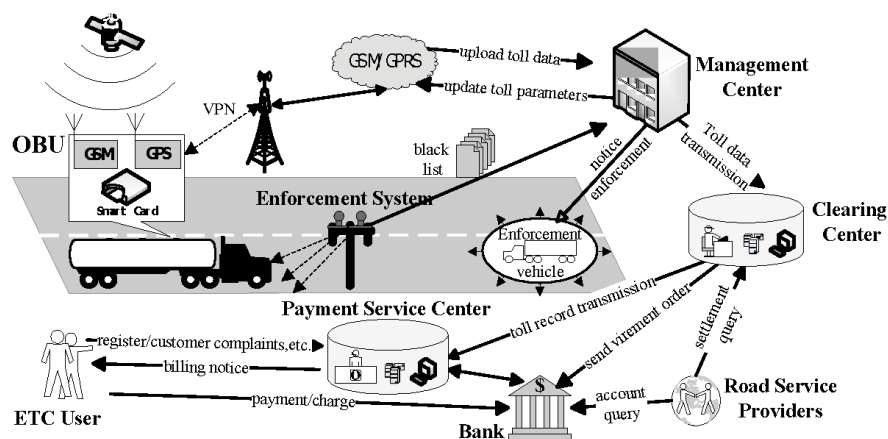 GSM/GPRS
upload toll data
update toll parameters
Management
Center
VPN
OBU
GSM
GPS
Smart Card
black
list
notice
enforcement
Toll data
transmission
Enforcement System
Enforcement
vehicle
Clearing
Center
Payment Service Center
toll record transmission
send virement order
settlement
query
register/customer complaints,etc.
billing notice
payment/charge
ETC User
$
Bank
account
query
Road Service
Providers